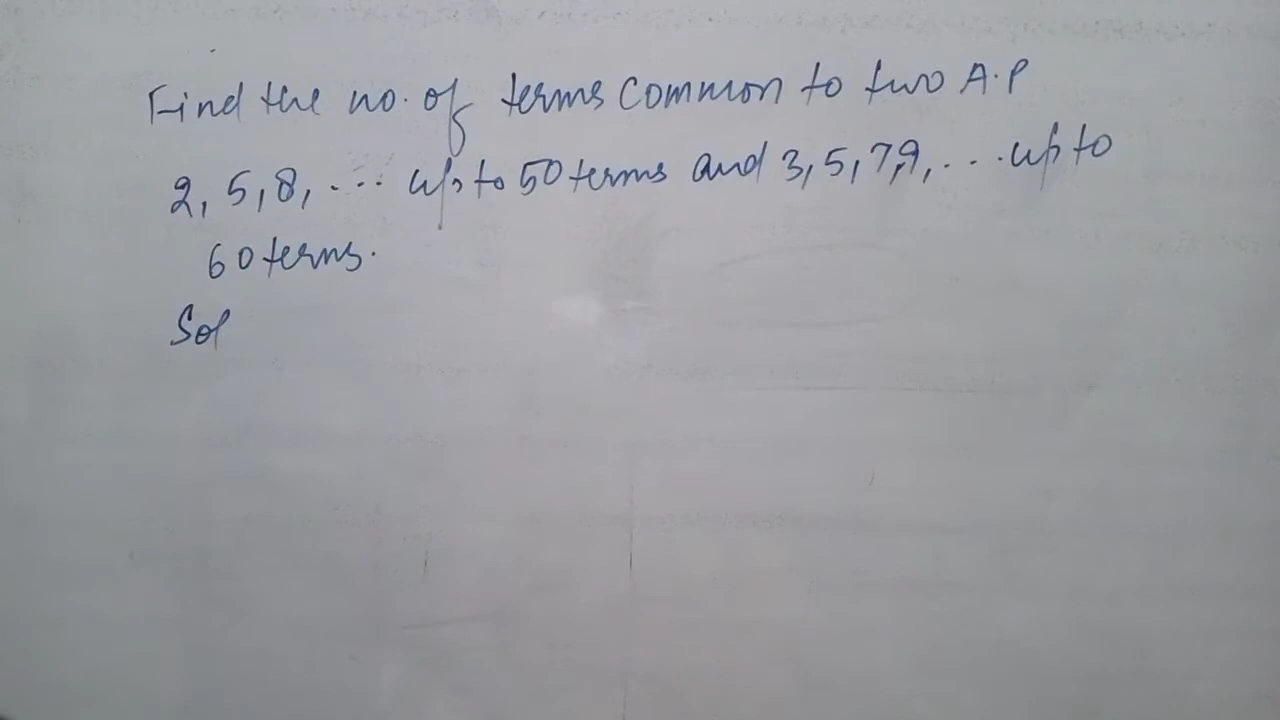 Find the no. of terms common to two A.P
2, 5, 8, ... up to 50 terms and 3, 5, 7, 9, ... up to
60 terms.
Sol